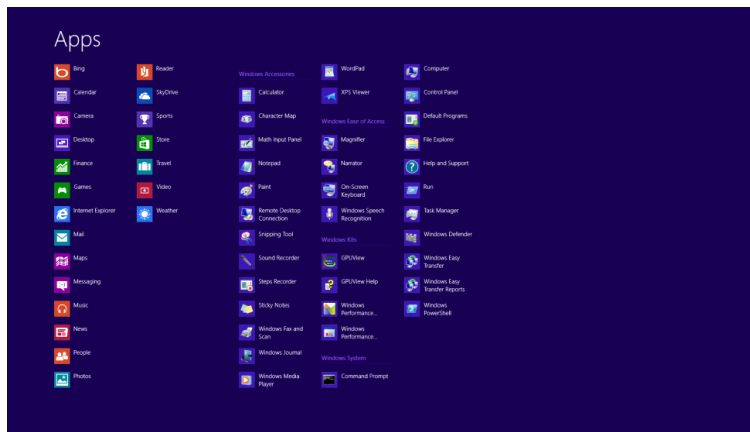 Apps
Bing
Calendar
Camera
Desktop
Finance
Games
Internet Explorer
Mail
Maps
Messaging
Music
News
People
Photos
Reader
SkyDrive
Sports
Store
Travel
Video
Weather
Windows Accessories
Calculator
Character Map
Math Input Panel
Notepad
Paint
Remote Desktop
Connection
Snipping Tool
Sound Recorder
Steps Recorder
Sticky Notes
Windows Fax and
Scan
Windows Journal
Windows Media
Player
WordPad
XPS Viewer
Windows Ease of Access
Magnifier
Narrator
On-Screen
Keyboard
Windows Speech
Recognition
Windows Kits
GPUView
GPUView Help
Windows
Performance...
Windows
Performance...
Windows System
Command Prompt
Computer
Control Panel
Default Programs
File Explorer
Help and Support
Run
Task Manager
Windows Defender
Windows Easy
Transfer
Windows Easy
Transfer Reports
Windows
PowerShell